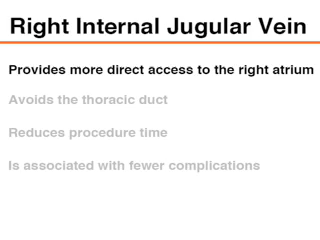 Right Internal Jugular Vein
Provides more direct access to the right atrium
Avoids the thoracic duct
Reduces procedure time
Is associated with fewer complications